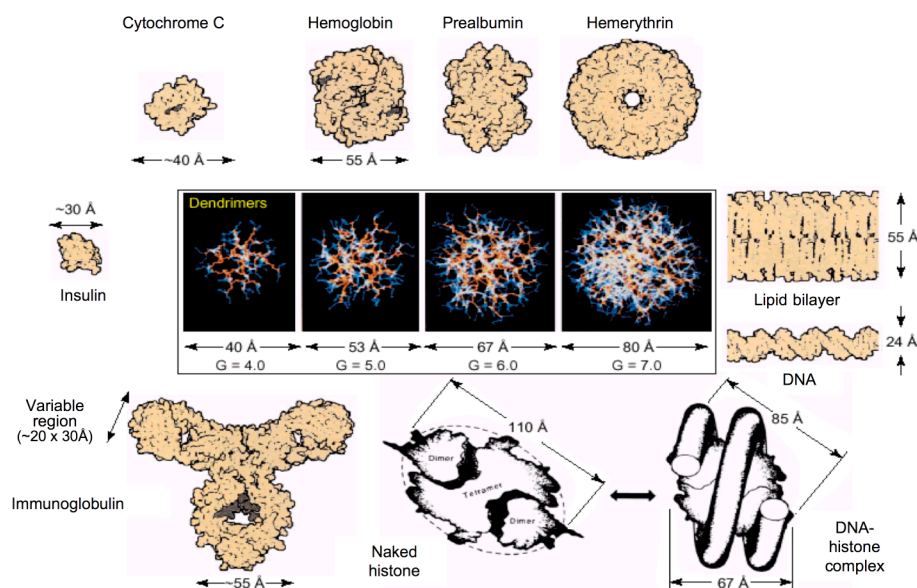 Cytochrome C
Hemoglobin
Prealbumin
Hemerythrin
~40 Å
55 Å
~30 Å
Insulin
Dendrimers
40 Å
53 Å
67 Å
80 Å
G = 4.0
G = 5.0
G = 6.0
G = 7.0
55 Å
Lipid bilayer
24 Å
DNA
Variable
region
(~20 x 30Å)
Immunoglobulin
~55 Å
110 Å
Dimer
Tetramer
Dimer
Naked
histone
85 Å
67 Å
DNA-
histone
complex